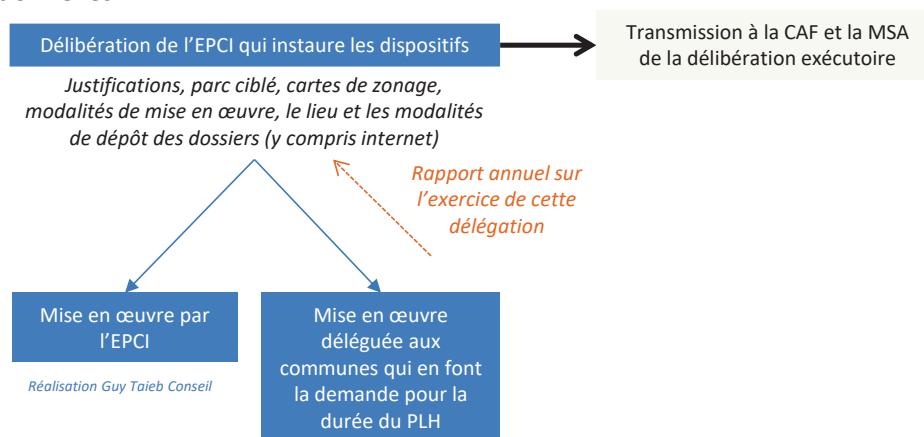 Délibération de l'EPCI qui instaure les dispositifs
Transmission à la CAF et la MSA
de la délibération exécutoire
Justifications, parc ciblé, cartes de zonage,
modalités de mise en œuvre, le lieu et les modalités
de dépôt des dossiers (y compris internet)
Rapport annuel sur
l'exercice de cette
délégation
Mise en œuvre par
l'EPCI
Mise en œuvre
déléguée aux
communes qui en font
la demande pour la
durée du PLH
Réalisation Guy Taieb Conseil